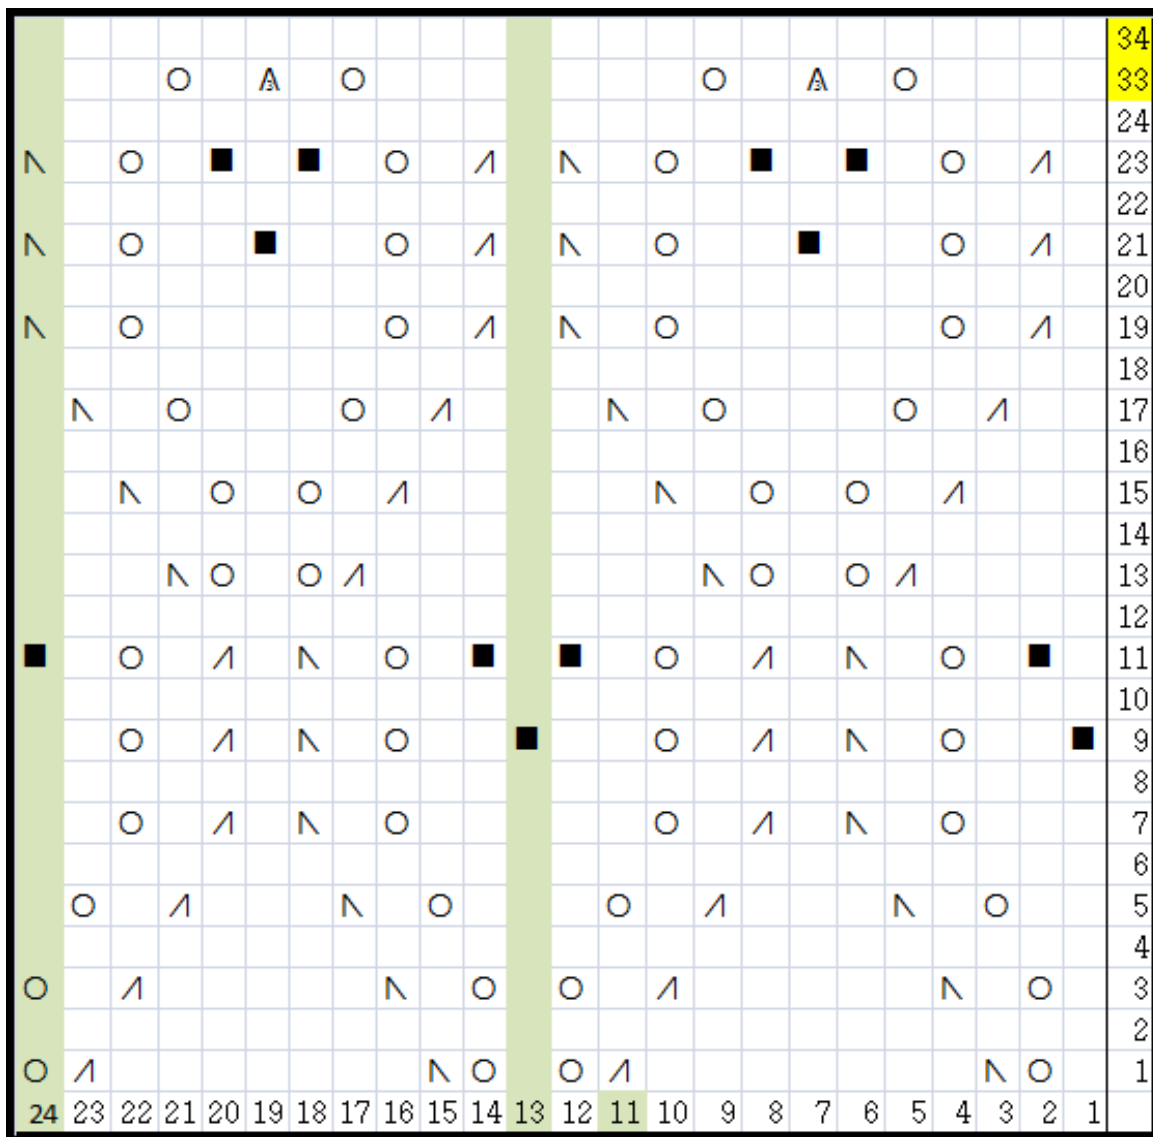 34
O A O O A O 33
24
\ O ■ ■ O / \ O ■ ■ O / 23
22
\ O ■ O / \ O ■ O / 21
20
\ O O / \ O O / 19
18
\ O O / \ O O / 17
16
\ O O / \ O O / 15
14
\ O O / \ O O / 13
12
■ O / \ O ■ ■ O / \ O ■ 11
10
O / \ O ■ O / \ O ■ 9
8
O / \ O O / \ O 7
6
O / \ O O / \ O 5
4
O / \ O O / \ O 3
2
O / \ O O / \ O 1
24 23 22 21 20 19 18 17 16 15 14 13 12 11 10 9 8 7 6 5 4 3 2 1